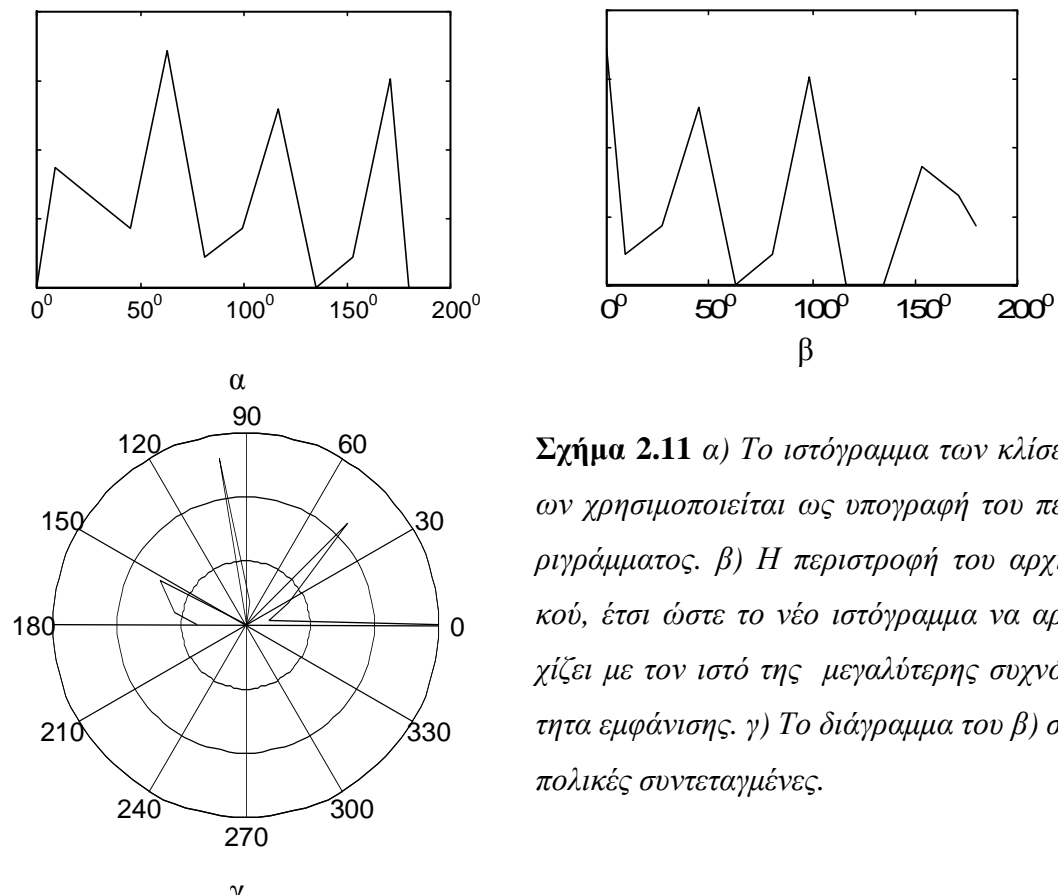 0⁰ 50⁰ 100⁰ 150⁰ 200⁰
α
0⁰ 50⁰ 100⁰ 150⁰ 200⁰
β
90
120 60
150 30
180 0
210 330
240 300
270
γ
Σχήμα 2.11 α) Το ιστόγραμμα των κλίσε
ων χρησιμοποιείται ως υπογραφή του πε
ριγράμματος. β) Η περιστροφή του αρχι
κού, έτσι ώστε το νέο ιστόγραμμα να αρ
χίζει με τον ιστό της μεγαλύτερης συχνό
τητα εμφάνισης. γ) Το διάγραμμα του β) σ
πολικές συντεταγμένες.